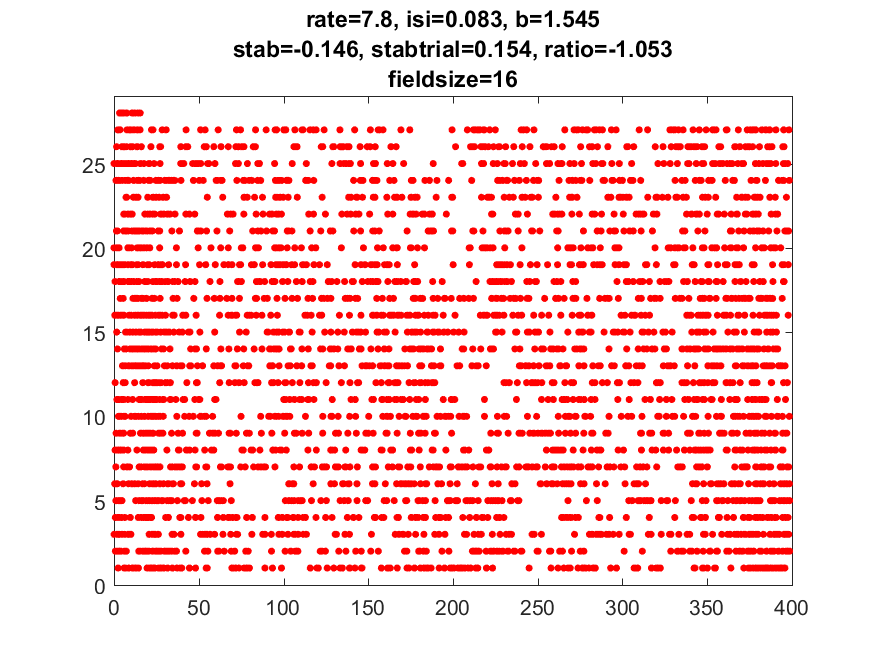 rate=7.8, isi=0.083, b=1.545
stab=-0.146, stabtrial=0.154, ratio=-1.053
fieldsize=16
25
20
15
10
5
0
0 50 100 150 200 250 300 350 400